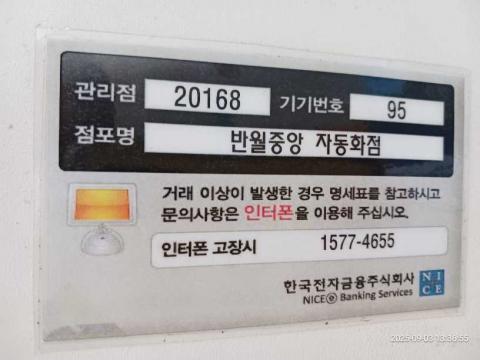 관리점 20168 기기번호 95
점포명 반월중앙 자동화점
거래 이상이 발생한 경우 명세표를 참고하시고
문의사항은 인터폰을 이용해 주십시오.
인터폰 고장시 1577-4655
한국전자금융주식회사
NICE e Banking Services
NICE
2025-09-03 13:36:55